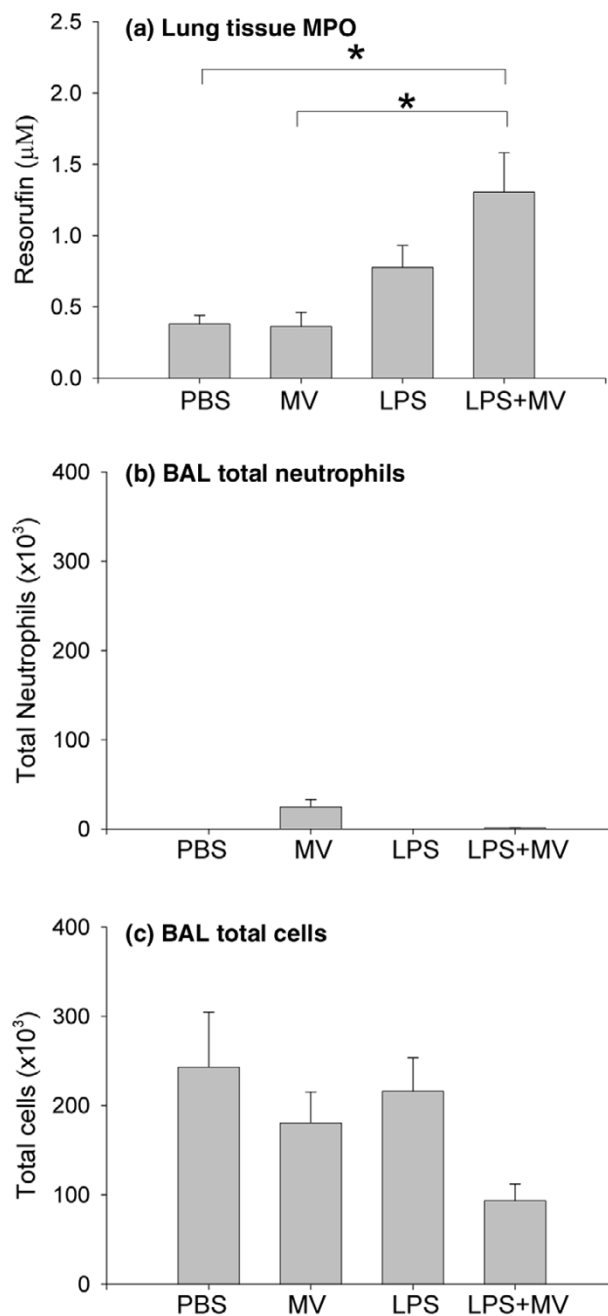 (a) Lung tissue MPO
2.5
2.0
1.5
1.0
0.5
0.0
Resorufin (μM)
*
*
PBS MV LPS LPS+MV
(b) BAL total neutrophils
400
300
200
100
0
Total Neutrophils (x10³)
PBS MV LPS LPS+MV
(c) BAL total cells
400
300
200
100
0
Total cells (x10³)
PBS MV LPS LPS+MV